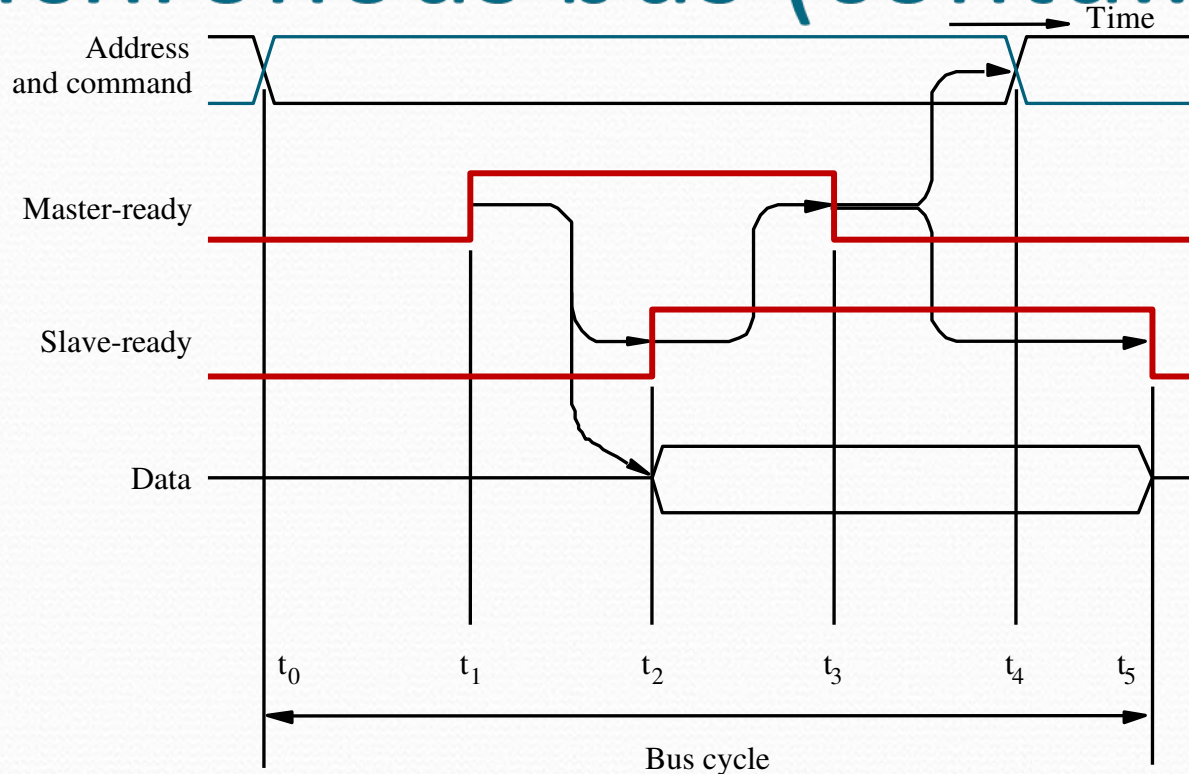 Time
Address
and command
Master-ready
Slave-ready
Data
t0 t1 t2 t3 t4 t5
Bus cycle